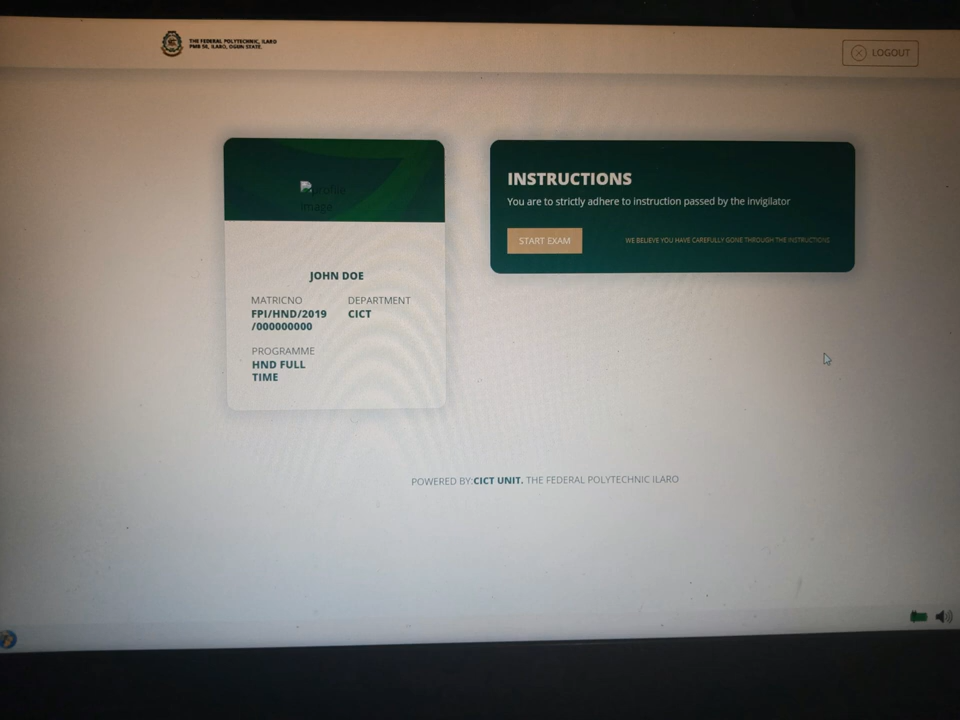 THE FEDERAL POLYTECHNIC, ILARO
PMB 50, ILARO, OGUN STATE.
LOGOUT
profile
image
JOHN DOE
MATRICNO
FPI/HND/2019
/000000000
DEPARTMENT
CICT
PROGRAMME
HND FULL
TIME
INSTRUCTIONS
You are to strictly adhere to instruction passed by the invigilator
START EXAM
WE BELIEVE YOU HAVE CAREFULLY GONE THROUGH THE INSTRUCTIONS
POWERED BY:CICT UNIT. THE FEDERAL POLYTECHNIC ILARO